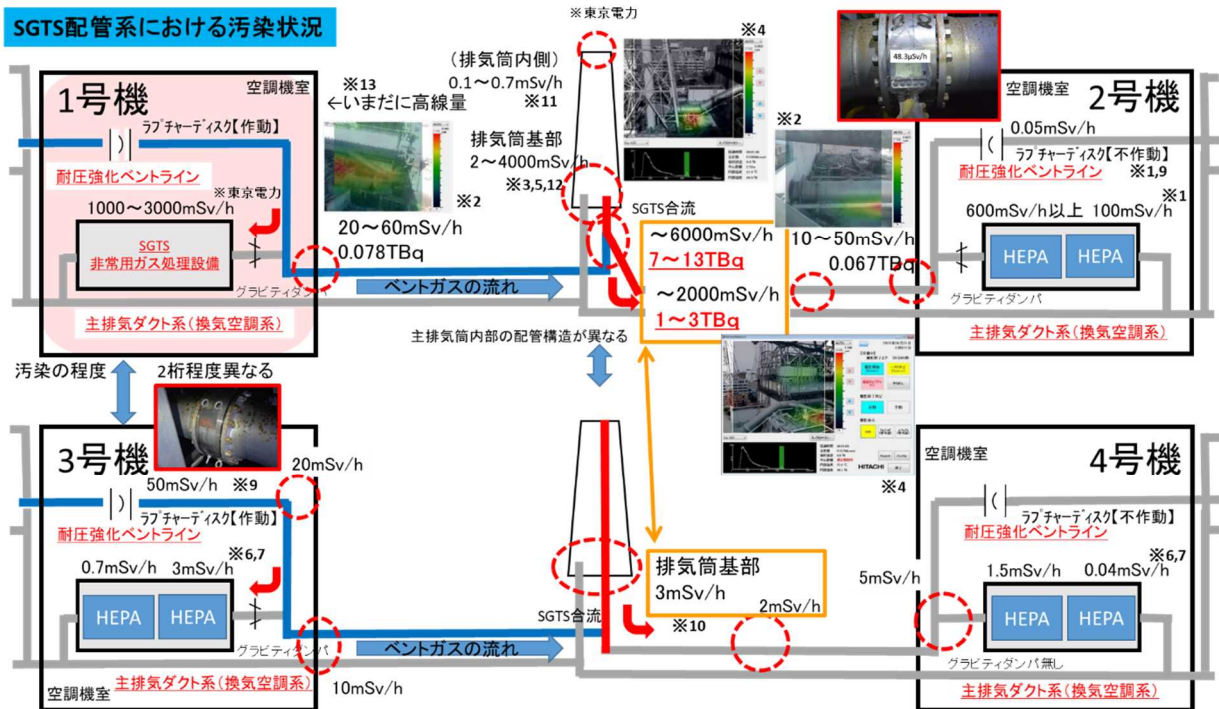 SGTS配管系における汚染状況
1号機
空調機室
ラプチャーディスク【作動】
耐圧強化ベントライン
※東京電力
1000～3000mSv/h
SGTS
非常用ガス処理設備
グラビティダンパ
主排気ダクト系(換気空調系)
※13
←いまだに高線量
※2
20～60mSv/h
0.078TBq
ベントガスの流れ
※東京電力
(排気筒内側)
0.1～0.7mSv/h
※11
排気筒基部
2～4000mSv/h
※3,5,12
※4
SGTS合流
～6000mSv/h
7～13TBq
～2000mSv/h
1～3TBq
主排気筒内部の配管構造が異なる
※2
10～50mSv/h
0.067TBq
48.3μSv/h
空調機室
2号機
0.05mSv/h
ラプチャーディスク【不作動】
耐圧強化ベントライン
※1,9
600mSv/h以上
100mSv/h
※1
HEPA
HEPA
グラビティダンパ
主排気ダクト系(換気空調系)
汚染の程度
2桁程度異なる
3号機
50mSv/h
※9
20mSv/h
ラプチャーディスク【作動】
耐圧強化ベントライン
0.7mSv/h
3mSv/h
※6,7
HEPA
HEPA
グラビティダンパ
主排気ダクト系(換気空調系)
空調機室
10mSv/h
ベントガスの流れ
SGTS合流
排気筒基部
3mSv/h
2mSv/h
※10
HITACHI
※4
空調機室
4号機
ラプチャーディスク【不作動】
耐圧強化ベントライン
※6,7
5mSv/h
1.5mSv/h
0.04mSv/h
HEPA
HEPA
グラビティダンパ無し
主排気ダクト系(換気空調系)